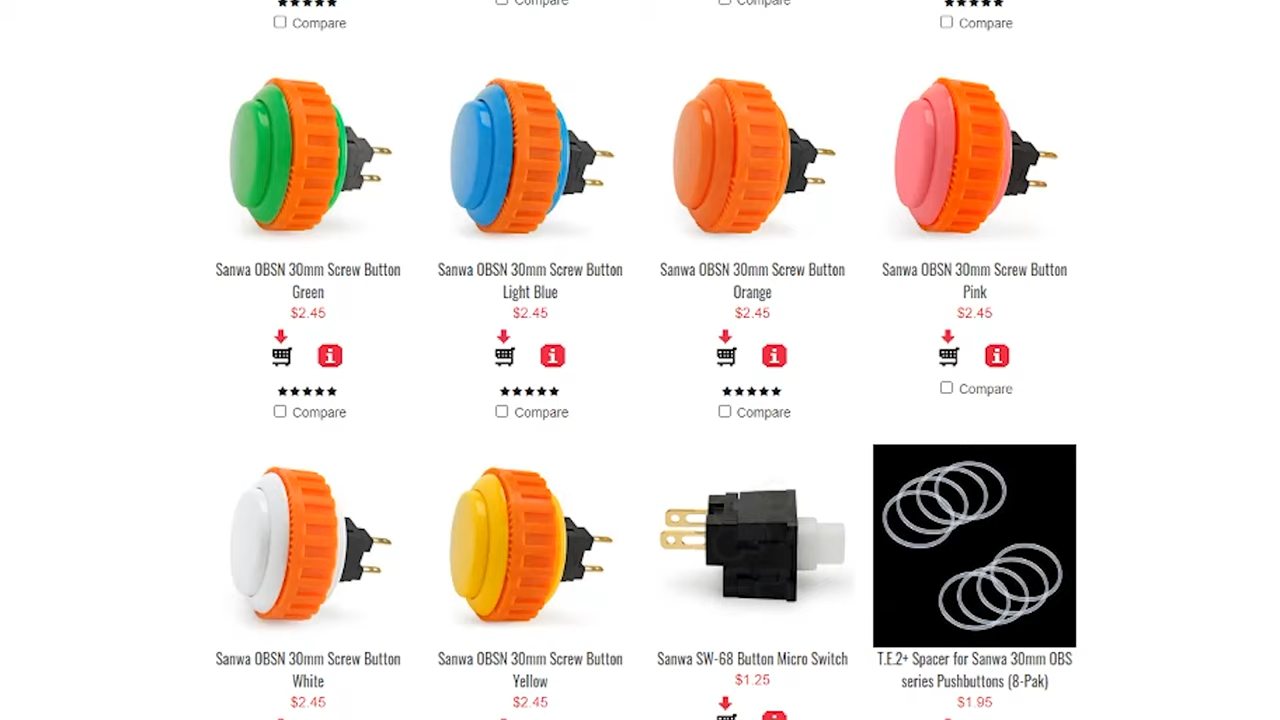 Compare Compare
Compare Compare
Sanwa OBSN 30mm Screw Button
Green
$2.45
Compare
Sanwa OBSN 30mm Screw Button
Light Blue
$2.45
Compare
Sanwa OBSN 30mm Screw Button
Orange
$2.45
Compare
Sanwa OBSN 30mm Screw Button
Pink
$2.45
Compare
Sanwa OBSN 30mm Screw Button
White
$2.45
Sanwa OBSN 30mm Screw Button
Yellow
$2.45
Sanwa SW-68 Button Micro Switch
$1.25
T.E.2+ Spacer for Sanwa 30mm OBS
series Pushbuttons (8-Pak)
$1.95